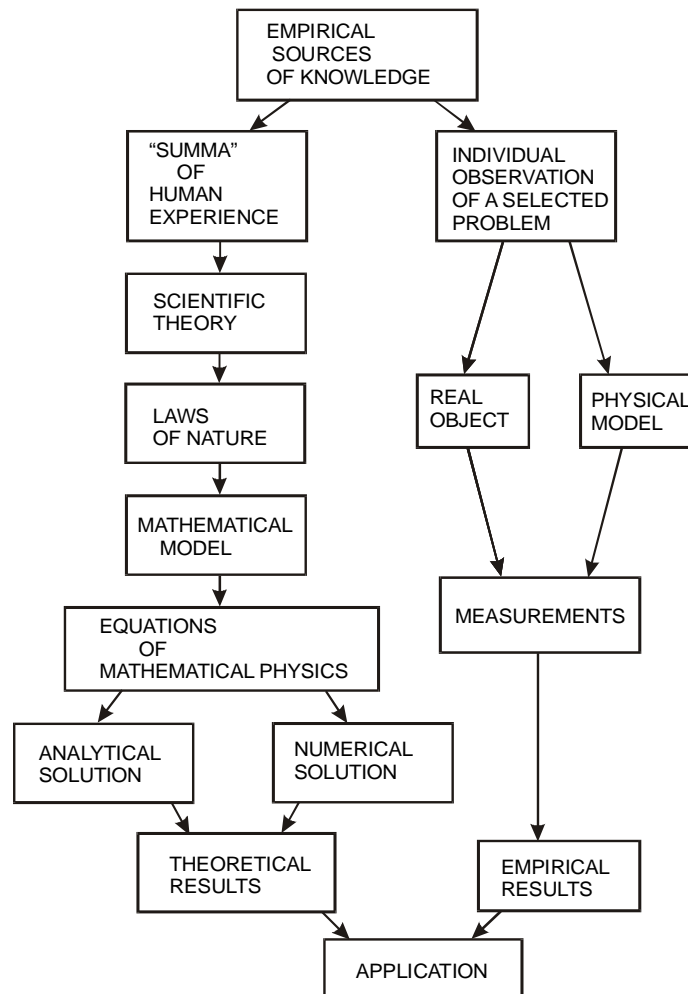 EMPIRICAL
SOURCES
OF KNOWLEDGE
“SUMMA”
OF
HUMAN
EXPERIENCE
INDIVIDUAL
OBSERVATION
OF A SELECTED
PROBLEM
SCIENTIFIC
THEORY
LAWS
OF NATURE
REAL
OBJECT
PHYSICAL
MODEL
MATHEMATICAL
MODEL
EQUATIONS
OF
MATHEMATICAL PHYSICS
MEASUREMENTS
ANALYTICAL
SOLUTION
NUMERICAL
SOLUTION
THEORETICAL
RESULTS
EMPIRICAL
RESULTS
APPLICATION